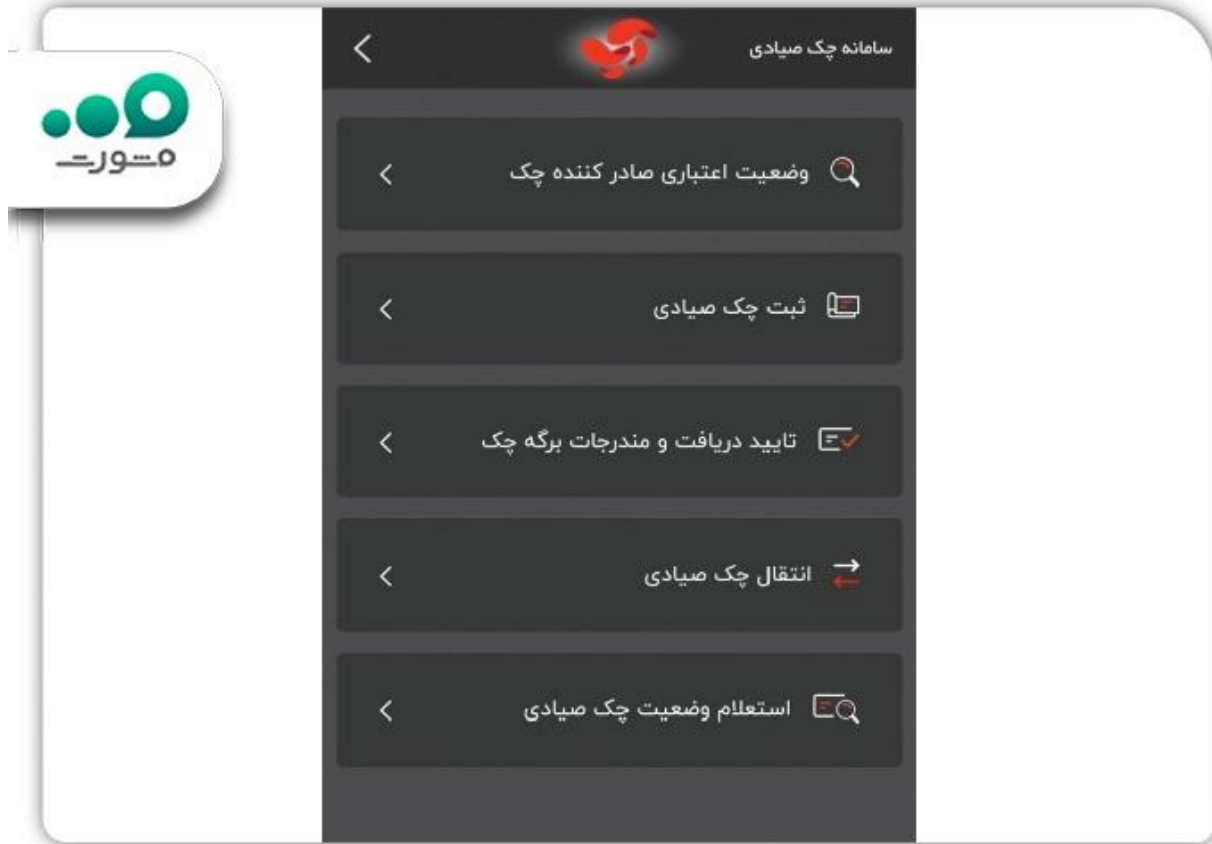 سامانه چک صیادی
مشورت
وضعیت اعتباری صادر کننده چک
ثبت چک صیادی
تایید دریافت و مندرجات برگه چک
انتقال چک صیادی
استعلام وضعیت چک صیادی